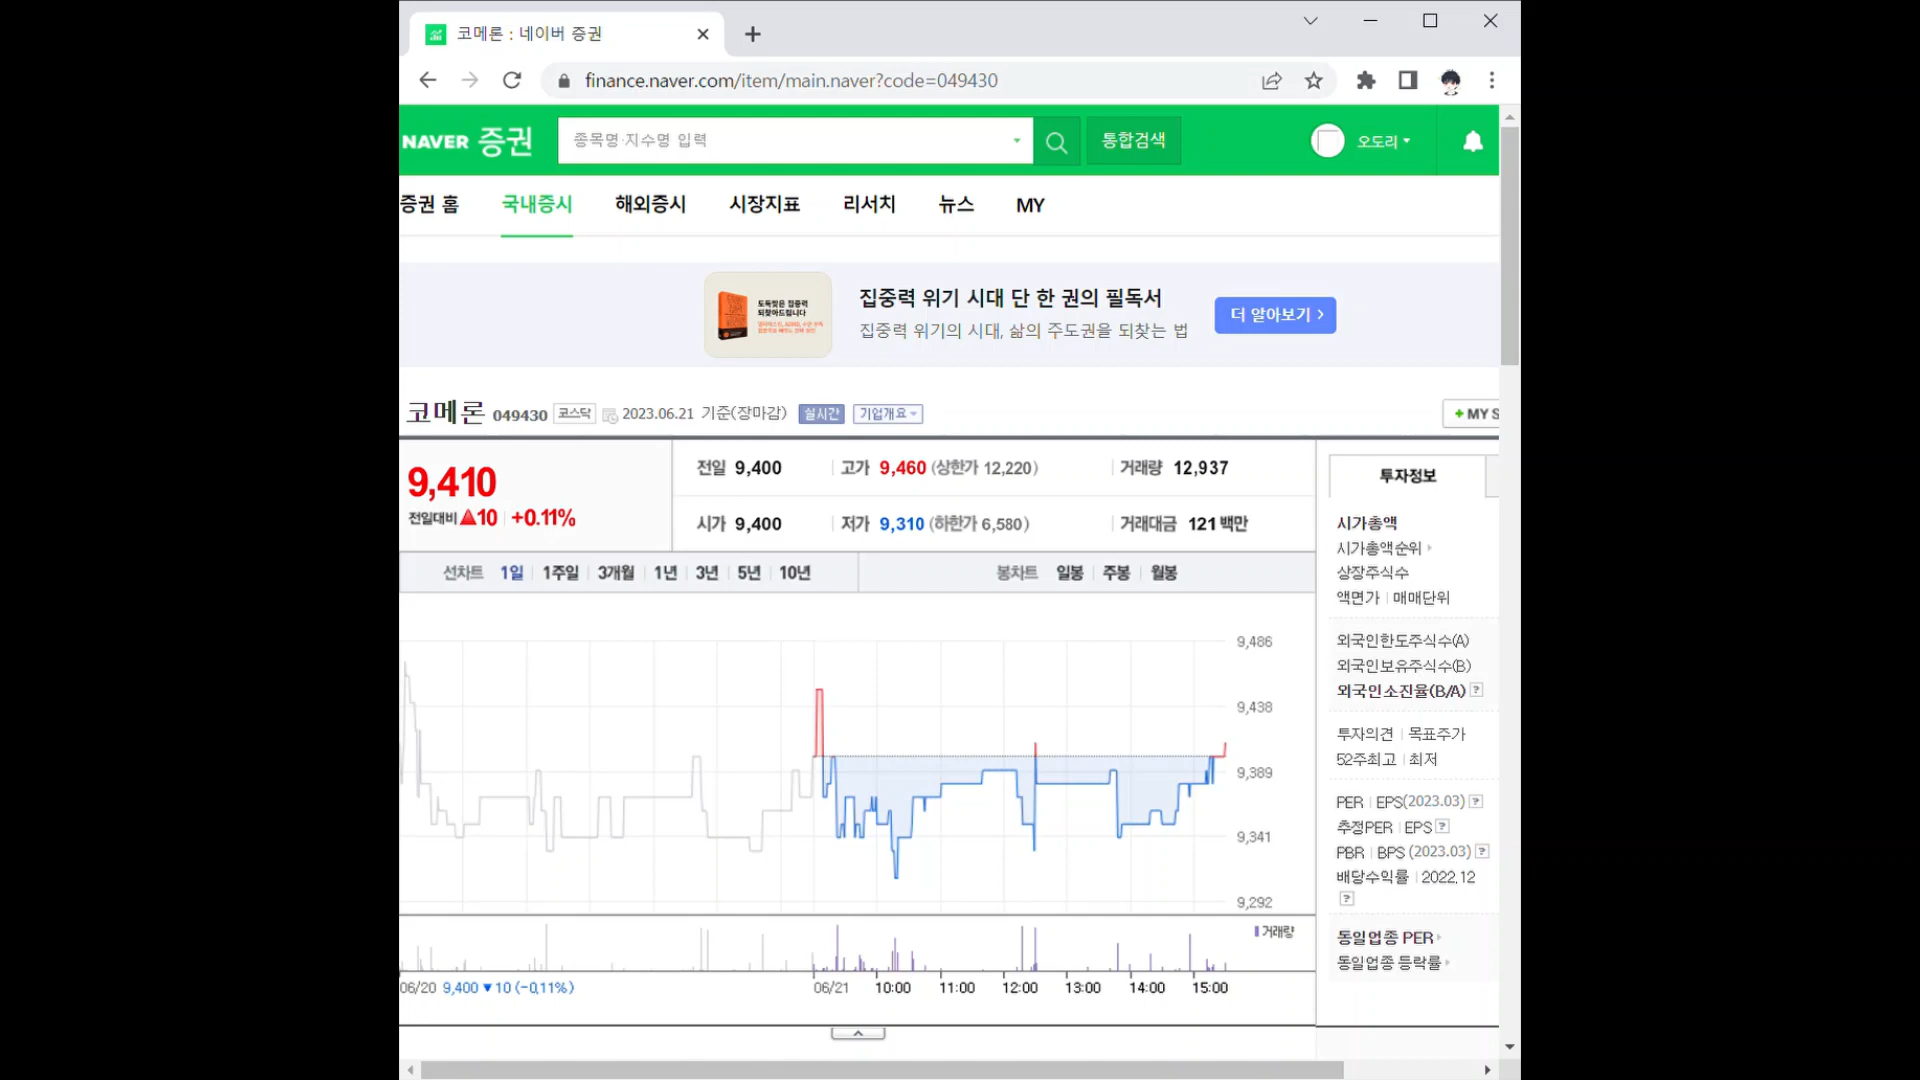 코메론 : 네이버 증권
finance.naver.com/item/main.naver?code=049430
NAVER 증권
종목명·지수명 입력
통합검색
오도리
증권 홈 국내증시 해외증시 시장지표 리서치 뉴스 MY
도둑맞은 집중력
되찾아드립니다
집중력 위기 시대 단 한 권의 필독서
집중력 위기의 시대, 삶의 주도권을 되찾는 법
더 알아보기 >
코메론 049430 코스닥 2023.06.21 기준(장마감) 실시간 기업개요
+ MY S
9,410
전일대비 ▲10 +0.11%
전일 9,400 고가 9,460 (상한가 12,220) 거래량 12,937
시가 9,400 저가 9,310 (하한가 6,580) 거래대금 121 백만
선차트 1일 1주일 3개월 1년 3년 5년 10년 봉차트 일봉 주봉 월봉
9,486
9,438
9,389
9,341
9,292
거래량
06/20 9,400 ▼10 (-0.11%) 06/21 10:00 11:00 12:00 13:00 14:00 15:00
투자정보
시가총액
시가총액순위
상장주식수
액면가 | 매매단위
외국인한도주식수(A)
외국인보유주식수(B)
외국인소진율(B/A) ?
투자의견 | 목표주가
52주최고 | 최저
PER | EPS(2023.03) ?
추정PER | EPS ?
PBR | BPS (2023.03) ?
배당수익률 | 2022.12
?
동일업종 PER
동일업종 등락률